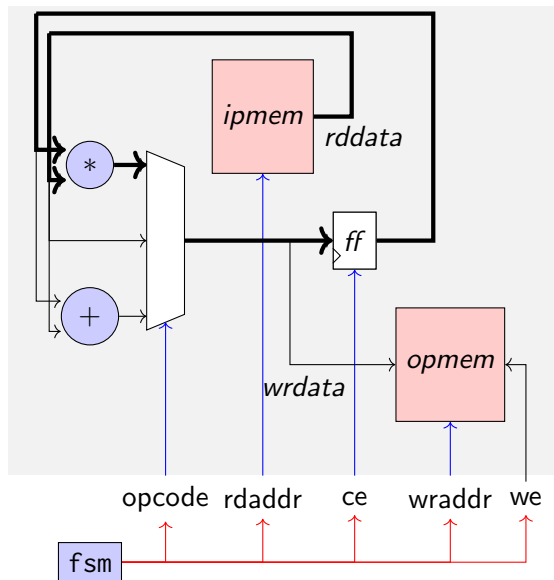 ipmem
rddata
*
ff
+
opmem
wrdata
opcode rdaddr ce wraddr we
fsm